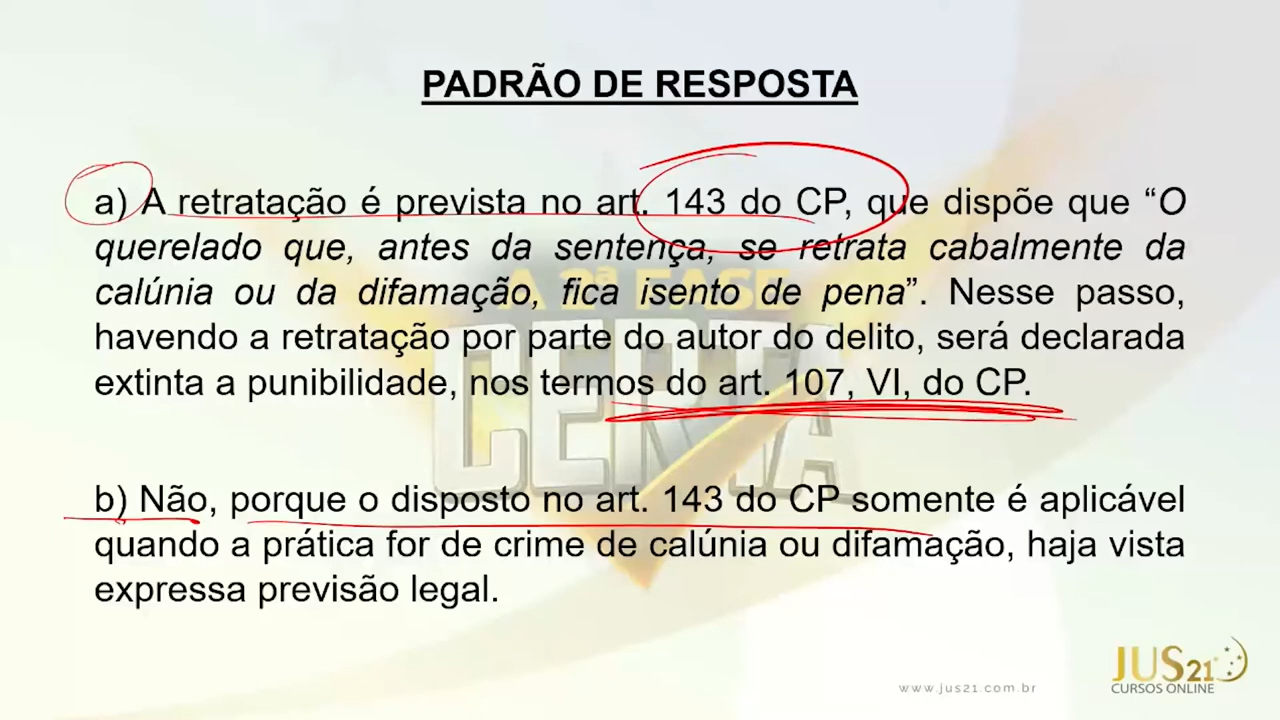 PADRÃO DE RESPOSTA
a) A retratação é prevista no art. 143 do CP, que dispõe que “O
querelado que, antes da sentença, se retrata cabalmente da
calúnia ou da difamação, fica isento de pena”. Nesse passo,
havendo a retratação por parte do autor do delito, será declarada
extinta a punibilidade, nos termos do art. 107, VI, do CP.
b) Não, porque o disposto no art. 143 do CP somente é aplicável
quando a prática for de crime de calúnia ou difamação, haja vista
expressa previsão legal.
A 2ª FASE
CERTA
www.jus21.com.br
JUS21
CURSOS ONLINE